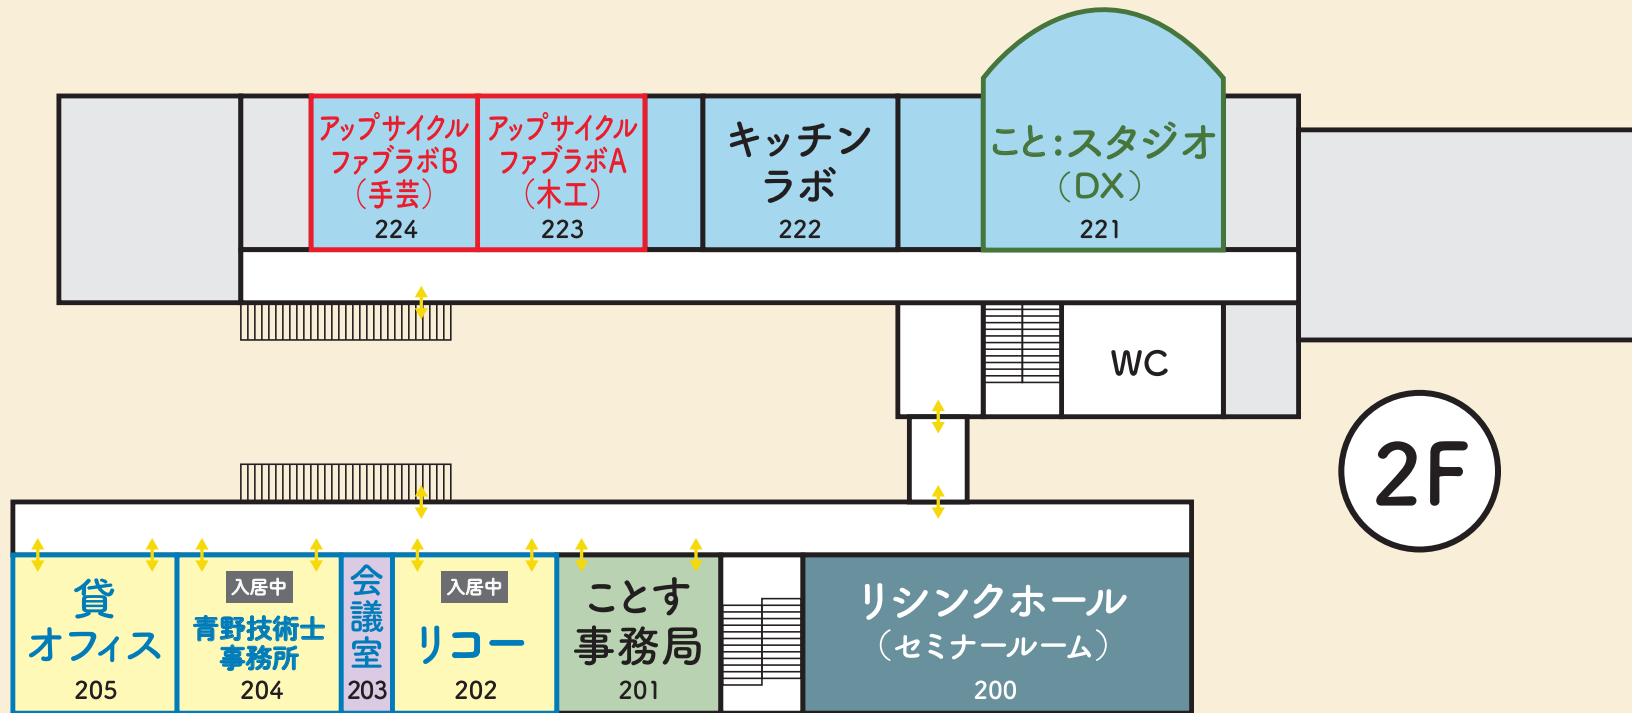 アップサイクル
ファブラボB
（手芸）
224
アップサイクル
ファブラボA
（木工）
223
キッチン
ラボ
222
こと：スタジオ
（DX）
221
WC
2F
貸
オフィス
205
入居中
青野技術士
事務所
204
会議室
203
入居中
リコー
202
ことす
事務局
201
リシンクホール
（セミナールーム）
200